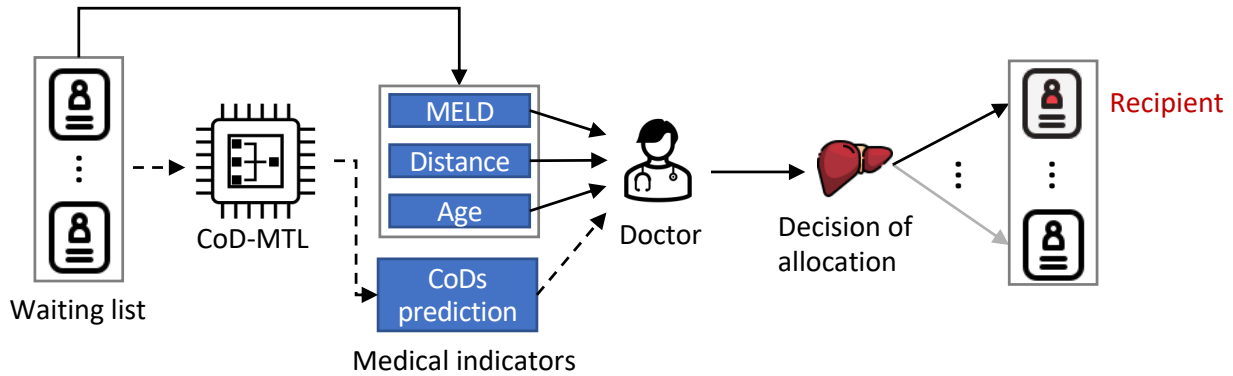 Waiting list
CoD-MTL
MELD
Distance
Age
CoDs
prediction
Medical indicators
Doctor
Decision of
allocation
Recipient